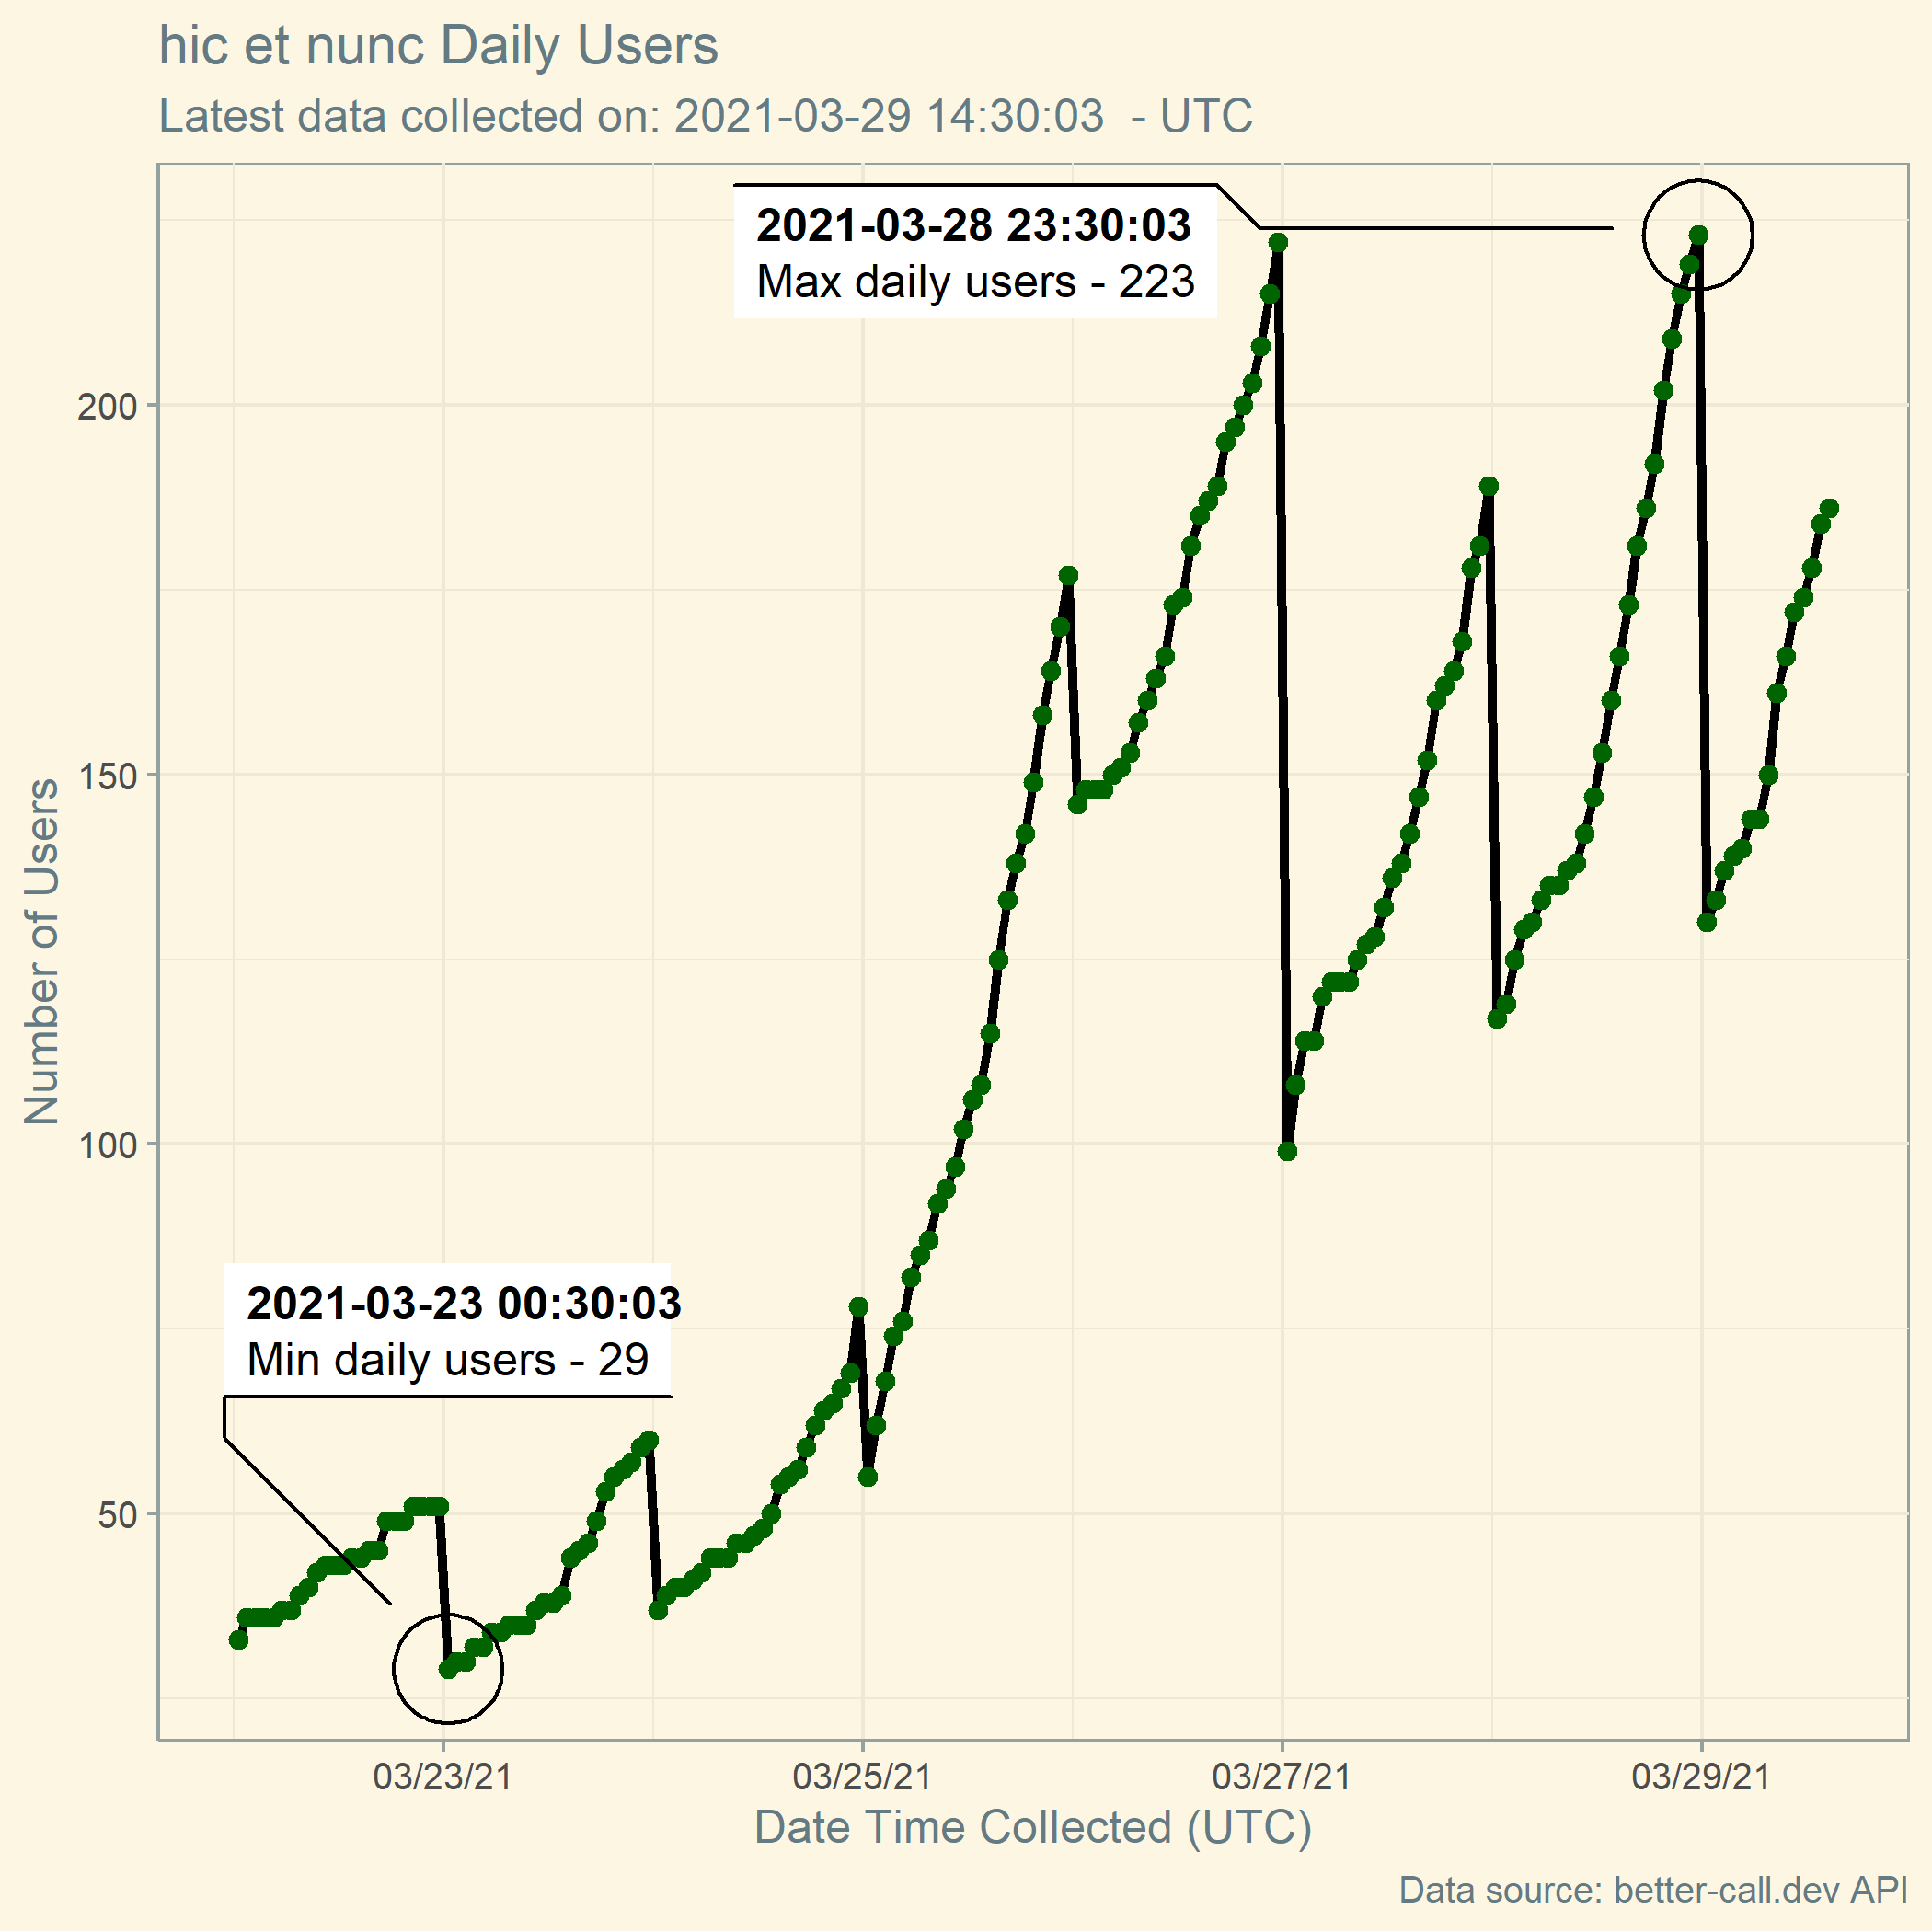 hic et nunc Daily Users
Latest data collected on: 2021-03-29 14:30:03  - UTC
2021-03-28 23:30:03
Max daily users - 223
200
150
100
50
Number of Users
2021-03-23 00:30:03
Min daily users - 29
03/23/21 03/25/21 03/27/21 03/29/21
Date Time Collected (UTC)
Data source: better-call.dev API